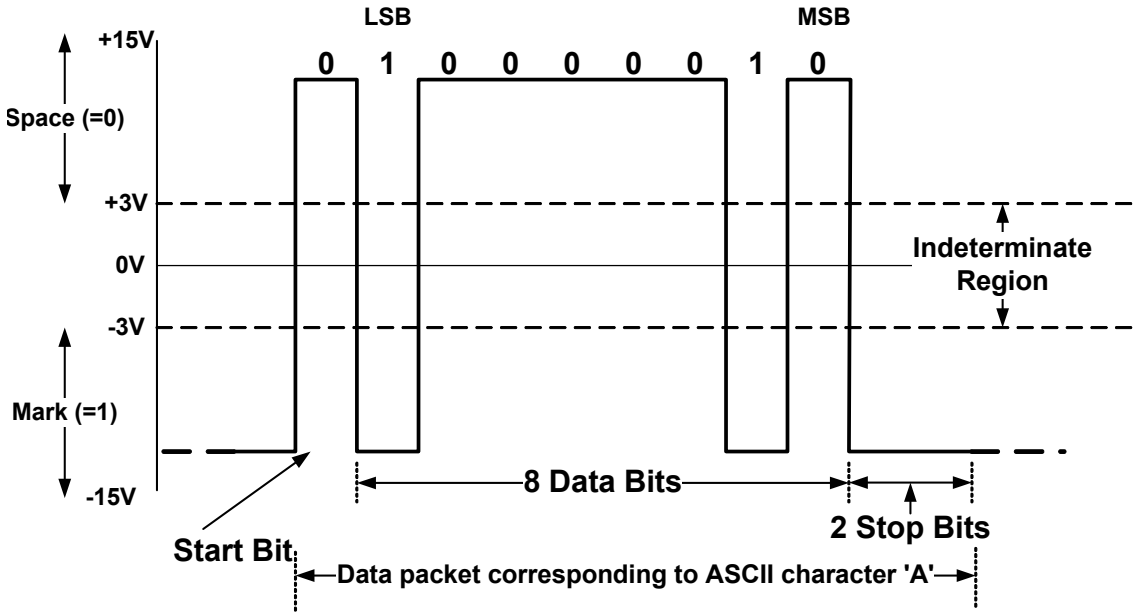 LSB MSB
+15V
0 1 0 0 0 0 0 1 0
Space (=0)
+3V
Indeterminate
Region
0V
-3V
Mark (=1)
-15V
8 Data Bits
2 Stop Bits
Start Bit
Data packet corresponding to ASCII character 'A'